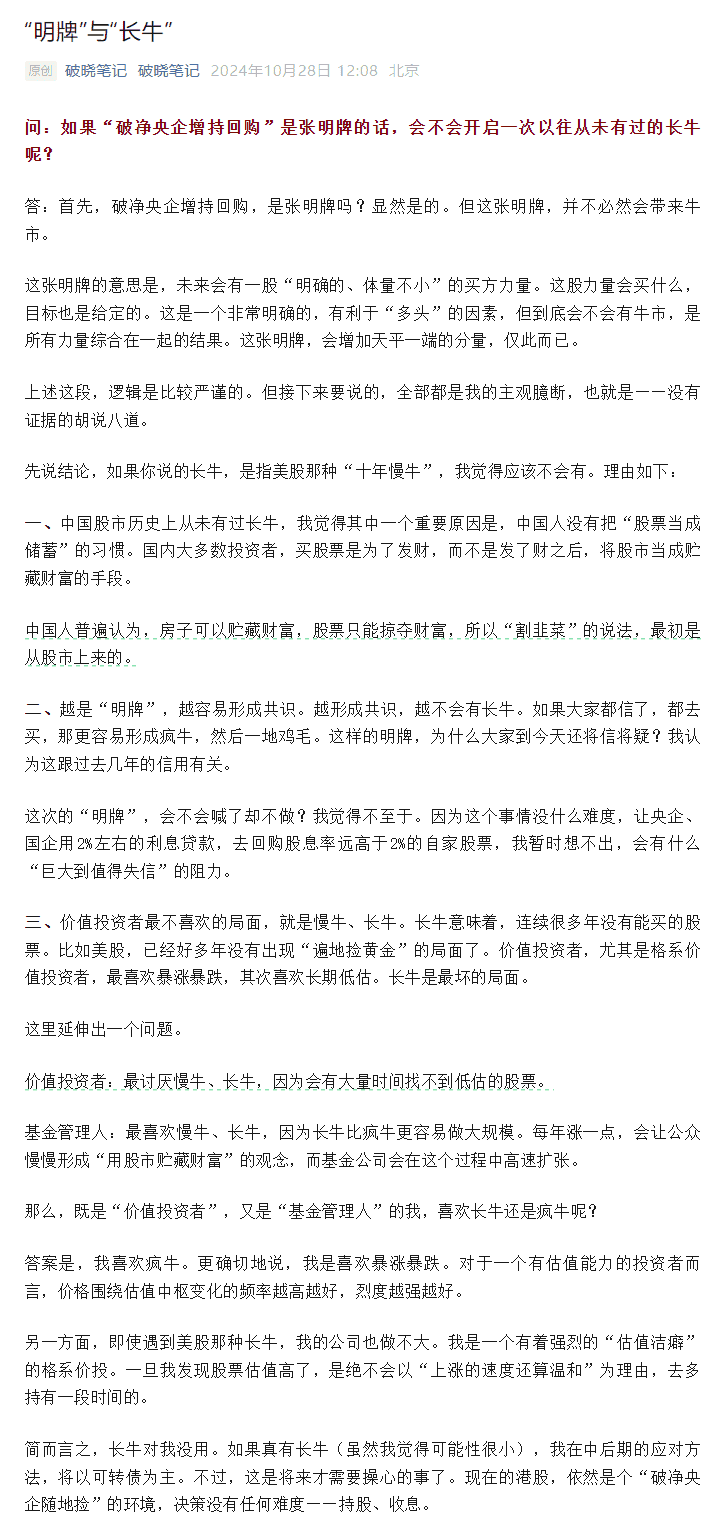 “明牌”与“长牛”
原创 破晓笔记 破晓笔记 2024年10月28日 12:08 北京
问：如果“破净央企增持回购”是张明牌的话，会不会开启一次以往从未有过的长牛
呢？
答：首先，破净央企增持回购，是张明牌吗？显然是的。但这张明牌，并不必然会带来牛
市。
这张明牌的意思是，未来会有一股“明确的、体量不小”的买方力量。这股力量会买什么，
目标也是给定的。这是一个非常明确的，有利于“多头”的因素，但到底会不会有牛市，是
所有力量综合在一起的结果。这张明牌，会增加天平一端的分量，仅此而已。
上述这段，逻辑是比较严谨的。但接下来要说的，全部都是我的主观臆断，也就是——没有
证据的胡说八道。
先说结论，如果你说的长牛，是指美股那种“十年慢牛”，我觉得应该不会有。理由如下：
一、中国股市历史上从未有过长牛，我觉得其中一个重要原因是，中国人没有把“股票当成
储蓄”的习惯。国内大多数投资者，买股票是为了发财，而不是发了财之后，将股市当成贮
藏财富的手段。
中国人普遍认为，房子可以贮藏财富，股票只能掠夺财富，所以“割韭菜”的说法，最初是
从股市上来的。
二、越是“明牌”，越容易形成共识。越形成共识，越不会有长牛。如果大家都信了，都去
买，那更容易形成疯牛，然后一地鸡毛。这样的明牌，为什么大家到今天还将信将疑？我认
为这跟过去几年的信用有关。
这次的“明牌”，会不会喊了却不做？我觉得不至于。因为这个事情没什么难度，让央企、
国企用2%左右的利息贷款，去回购股息率远高于2%的自家股票，我暂时想不出，会有什么
“巨大到值得失信”的阻力。
三、价值投资者最不喜欢的局面，就是慢牛、长牛。长牛意味着，连续很多年没有能买的股
票。比如美股，已经好多年没有出现“遍地捡黄金”的局面了。价值投资者，尤其是格系价
值投资者，最喜欢暴涨暴跌，其次喜欢长期低估。长牛是最坏的局面。
这里延伸出一个问题。
价值投资者：最讨厌慢牛、长牛，因为会有大量时间找不到低估的股票。
基金管理人：最喜欢慢牛、长牛，因为长牛比疯牛更容易做大规模。每年涨一点，会让公众
慢慢形成“用股市贮藏财富”的观念，而基金公司会在这个过程中高速扩张。
那么，既是“价值投资者”，又是“基金管理人”的我，喜欢长牛还是疯牛呢？
答案是，我喜欢疯牛。更确切地说，我是喜欢暴涨暴跌。对于一个有估值能力的投资者而
言，价格围绕估值中枢变化的频率越高越好，烈度越强越好。
另一方面，即使遇到美股那种长牛，我的公司也做不大。我是一个有着强烈的“估值洁癖”
的格系价投。一旦我发现股票估值高了，是绝不会以“上涨的速度还算温和”为理由，去多
持有一段时间的。
简而言之，长牛对我没用。如果真有长牛（虽然我觉得可能性很小），我在中后期的应对方
法，将以可转债为主。不过，这是将来才需要操心的事了。现在的港股，依然是个“破净央
企随地捡”的环境，决策没有任何难度——持股、收息。